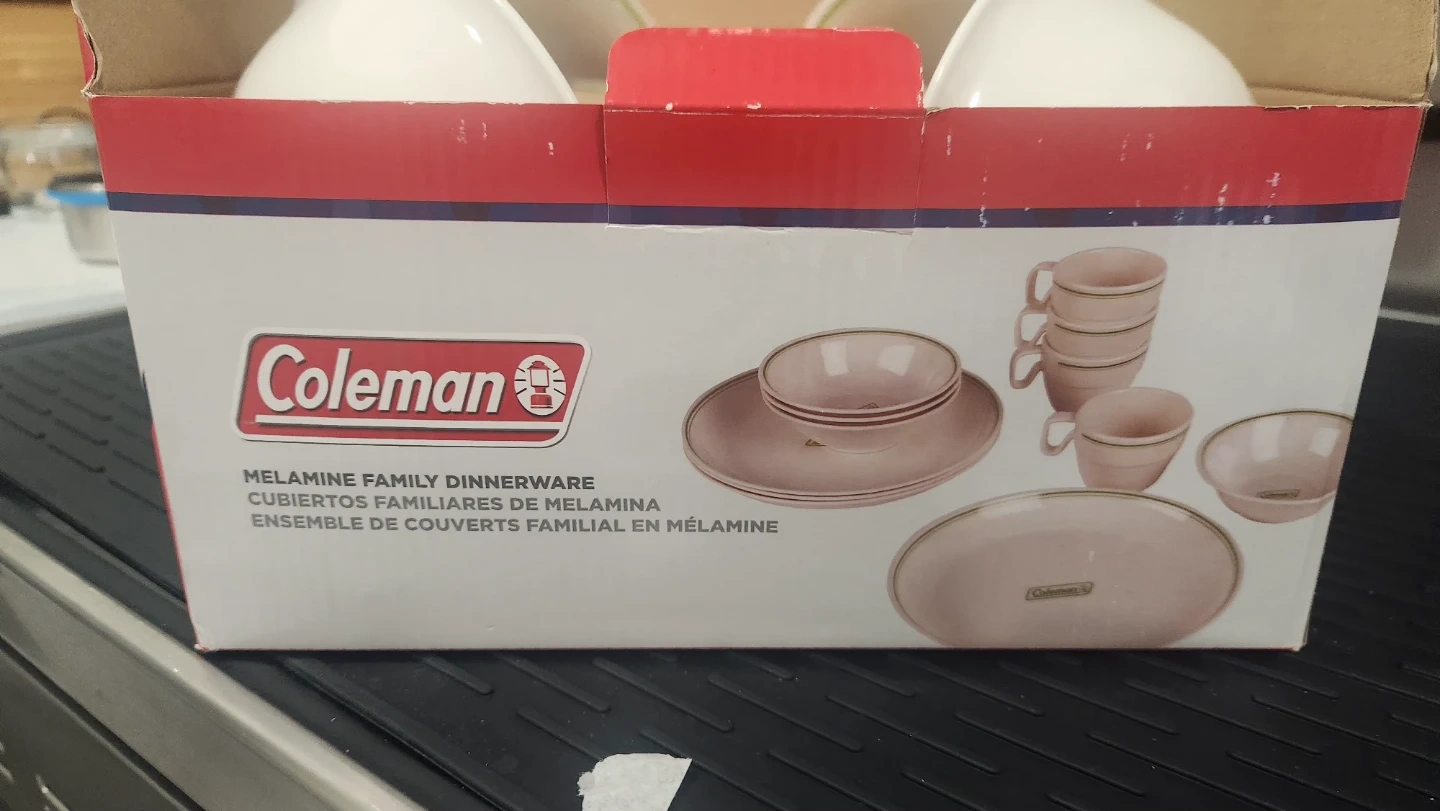 Coleman
MELAMINE FAMILY DINNERWARE
CUBIERTOS FAMILIARES DE MELAMINA
ENSEMBLE DE COUVERTS FAMILIAL EN MÉLAMINE
Coleman